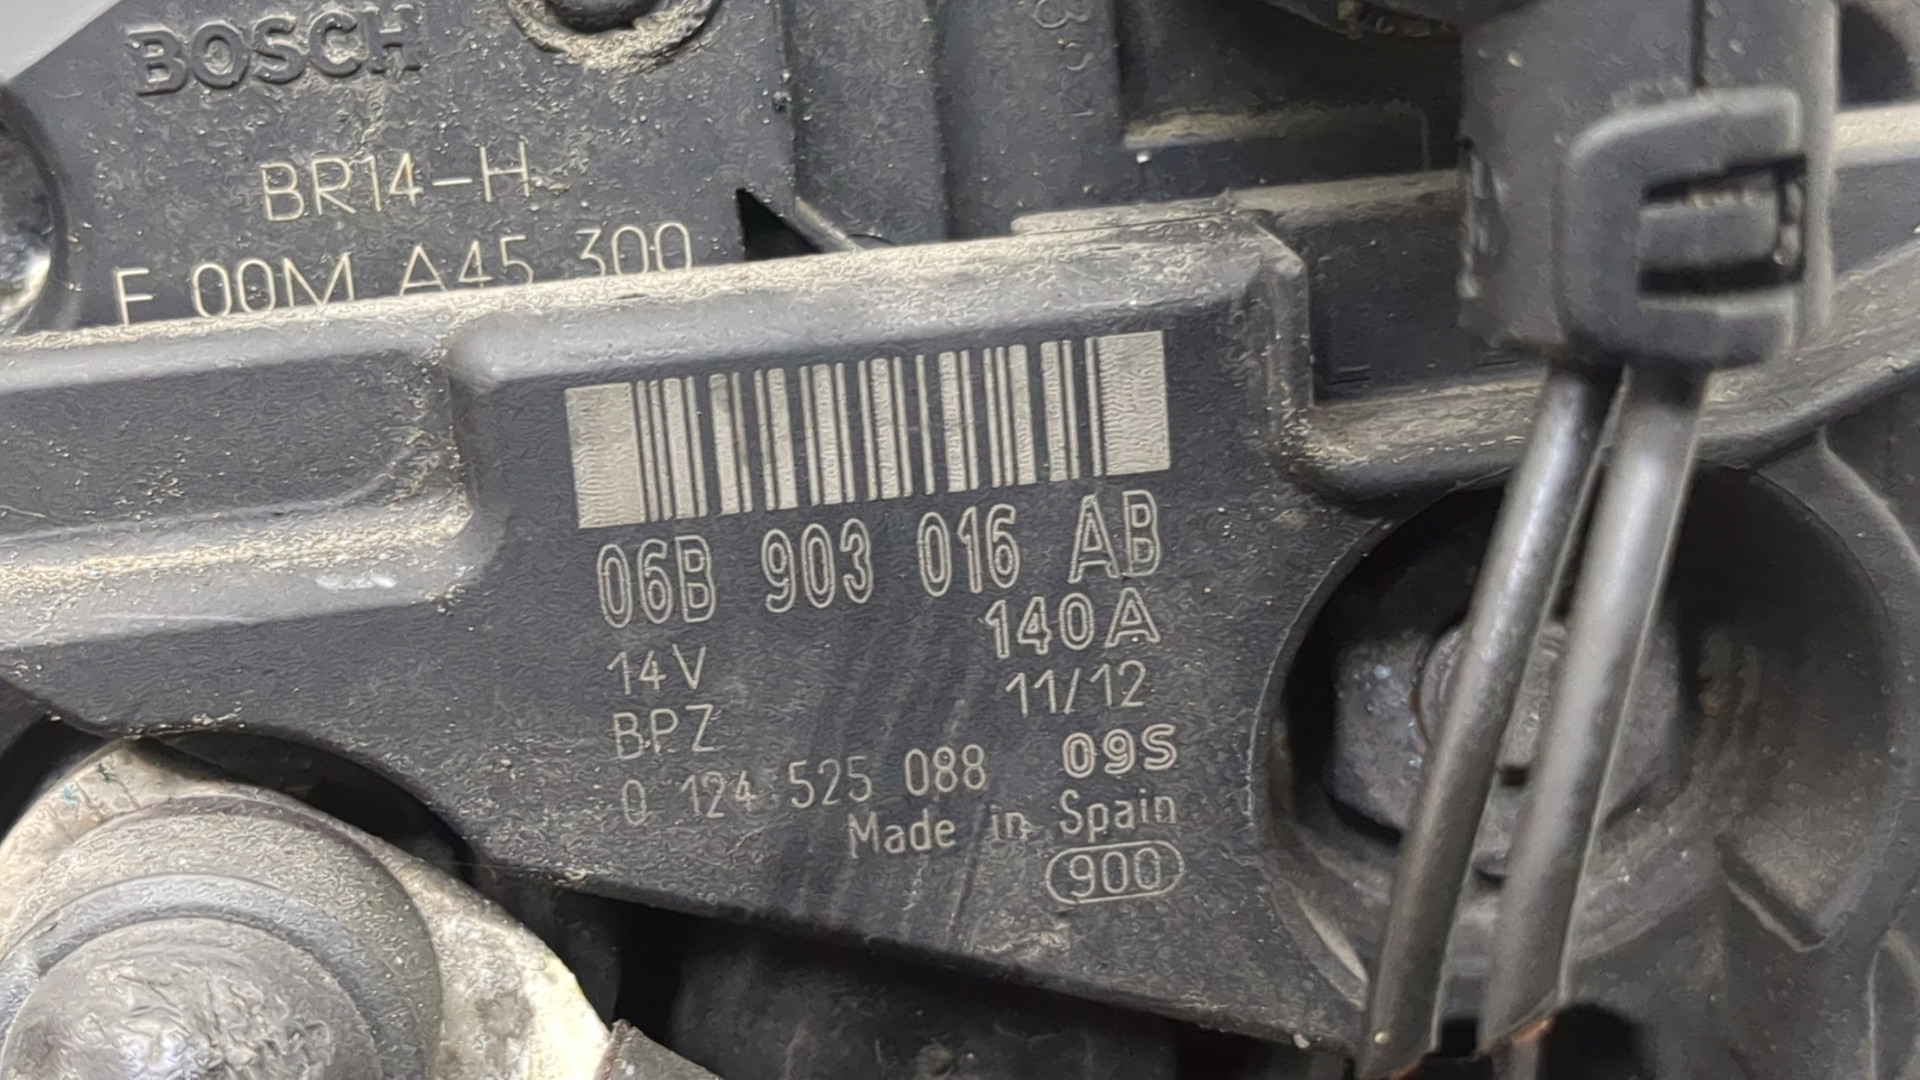 BOSCH
BR14-H
F 00M A45 300
06B 903 016 AB
14V 140A
BPZ 11/12
0 124 525 088 09S
Made in Spain
900